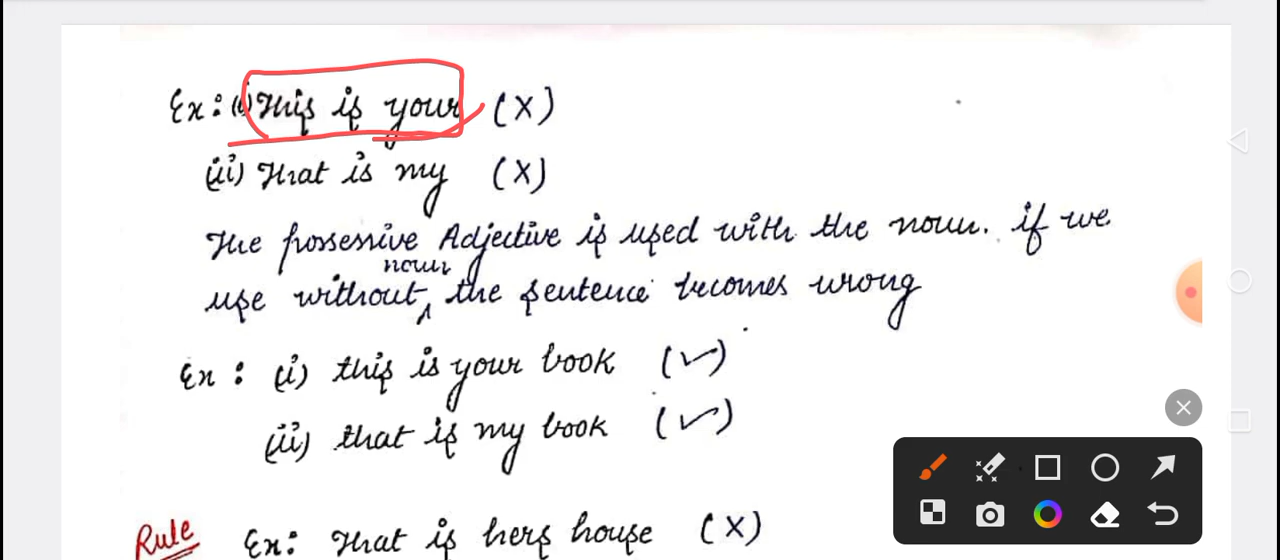 Ex: (i) This is your (X)
(ii) That is my (X)
The possessive Adjective is used with the noun. if we
use without noun, the sentence becomes wrong
Ex: (i) this is your book (✓)
(ii) that is my book (✓)
Rule Ex: That is hers house (X)